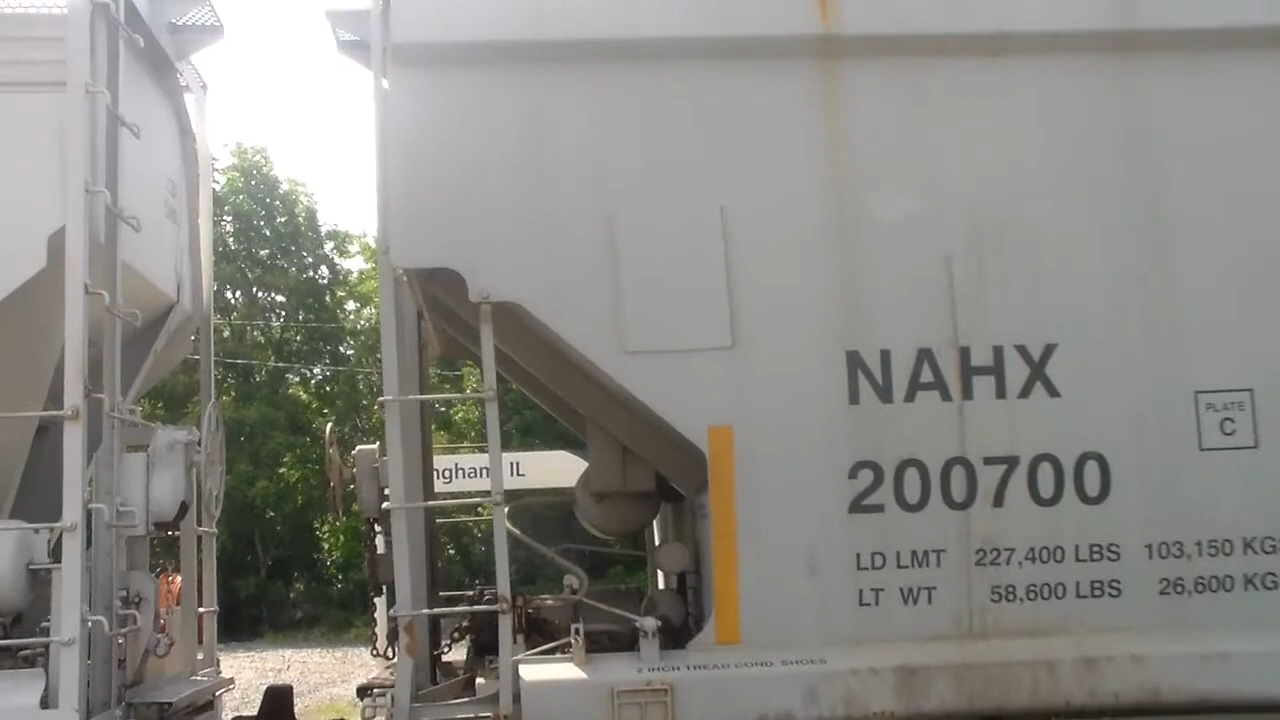 NAHX
200700
PLATE
C
LD LMT 227,400 LBS 103,150 KG
LT WT 58,600 LBS 26,600 KG
2 INCH TREAD COND. SHOES
ngham IL